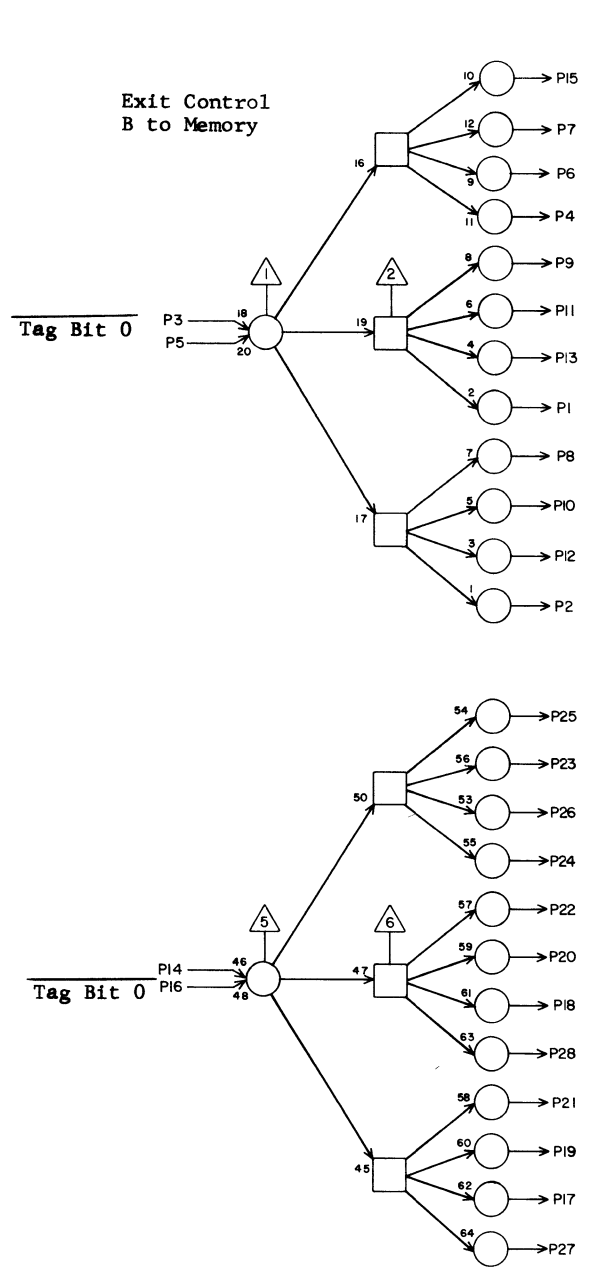 Exit Control
B to Memory
10
P15
12
P7
16
9
P6
11
P4
1
2
8
P9
Tag Bit 0
P3
18
19
6
P11
P5
20
4
P13
2
P1
7
P8
17
5
P10
3
P12
1
P2
54
P25
56
P23
50
53
P26
55
P24
5
6
57
P22
Tag Bit 0
P14
46
47
59
P20
P16
48
61
P18
63
P28
58
P21
45
60
P19
62
P17
64
P27